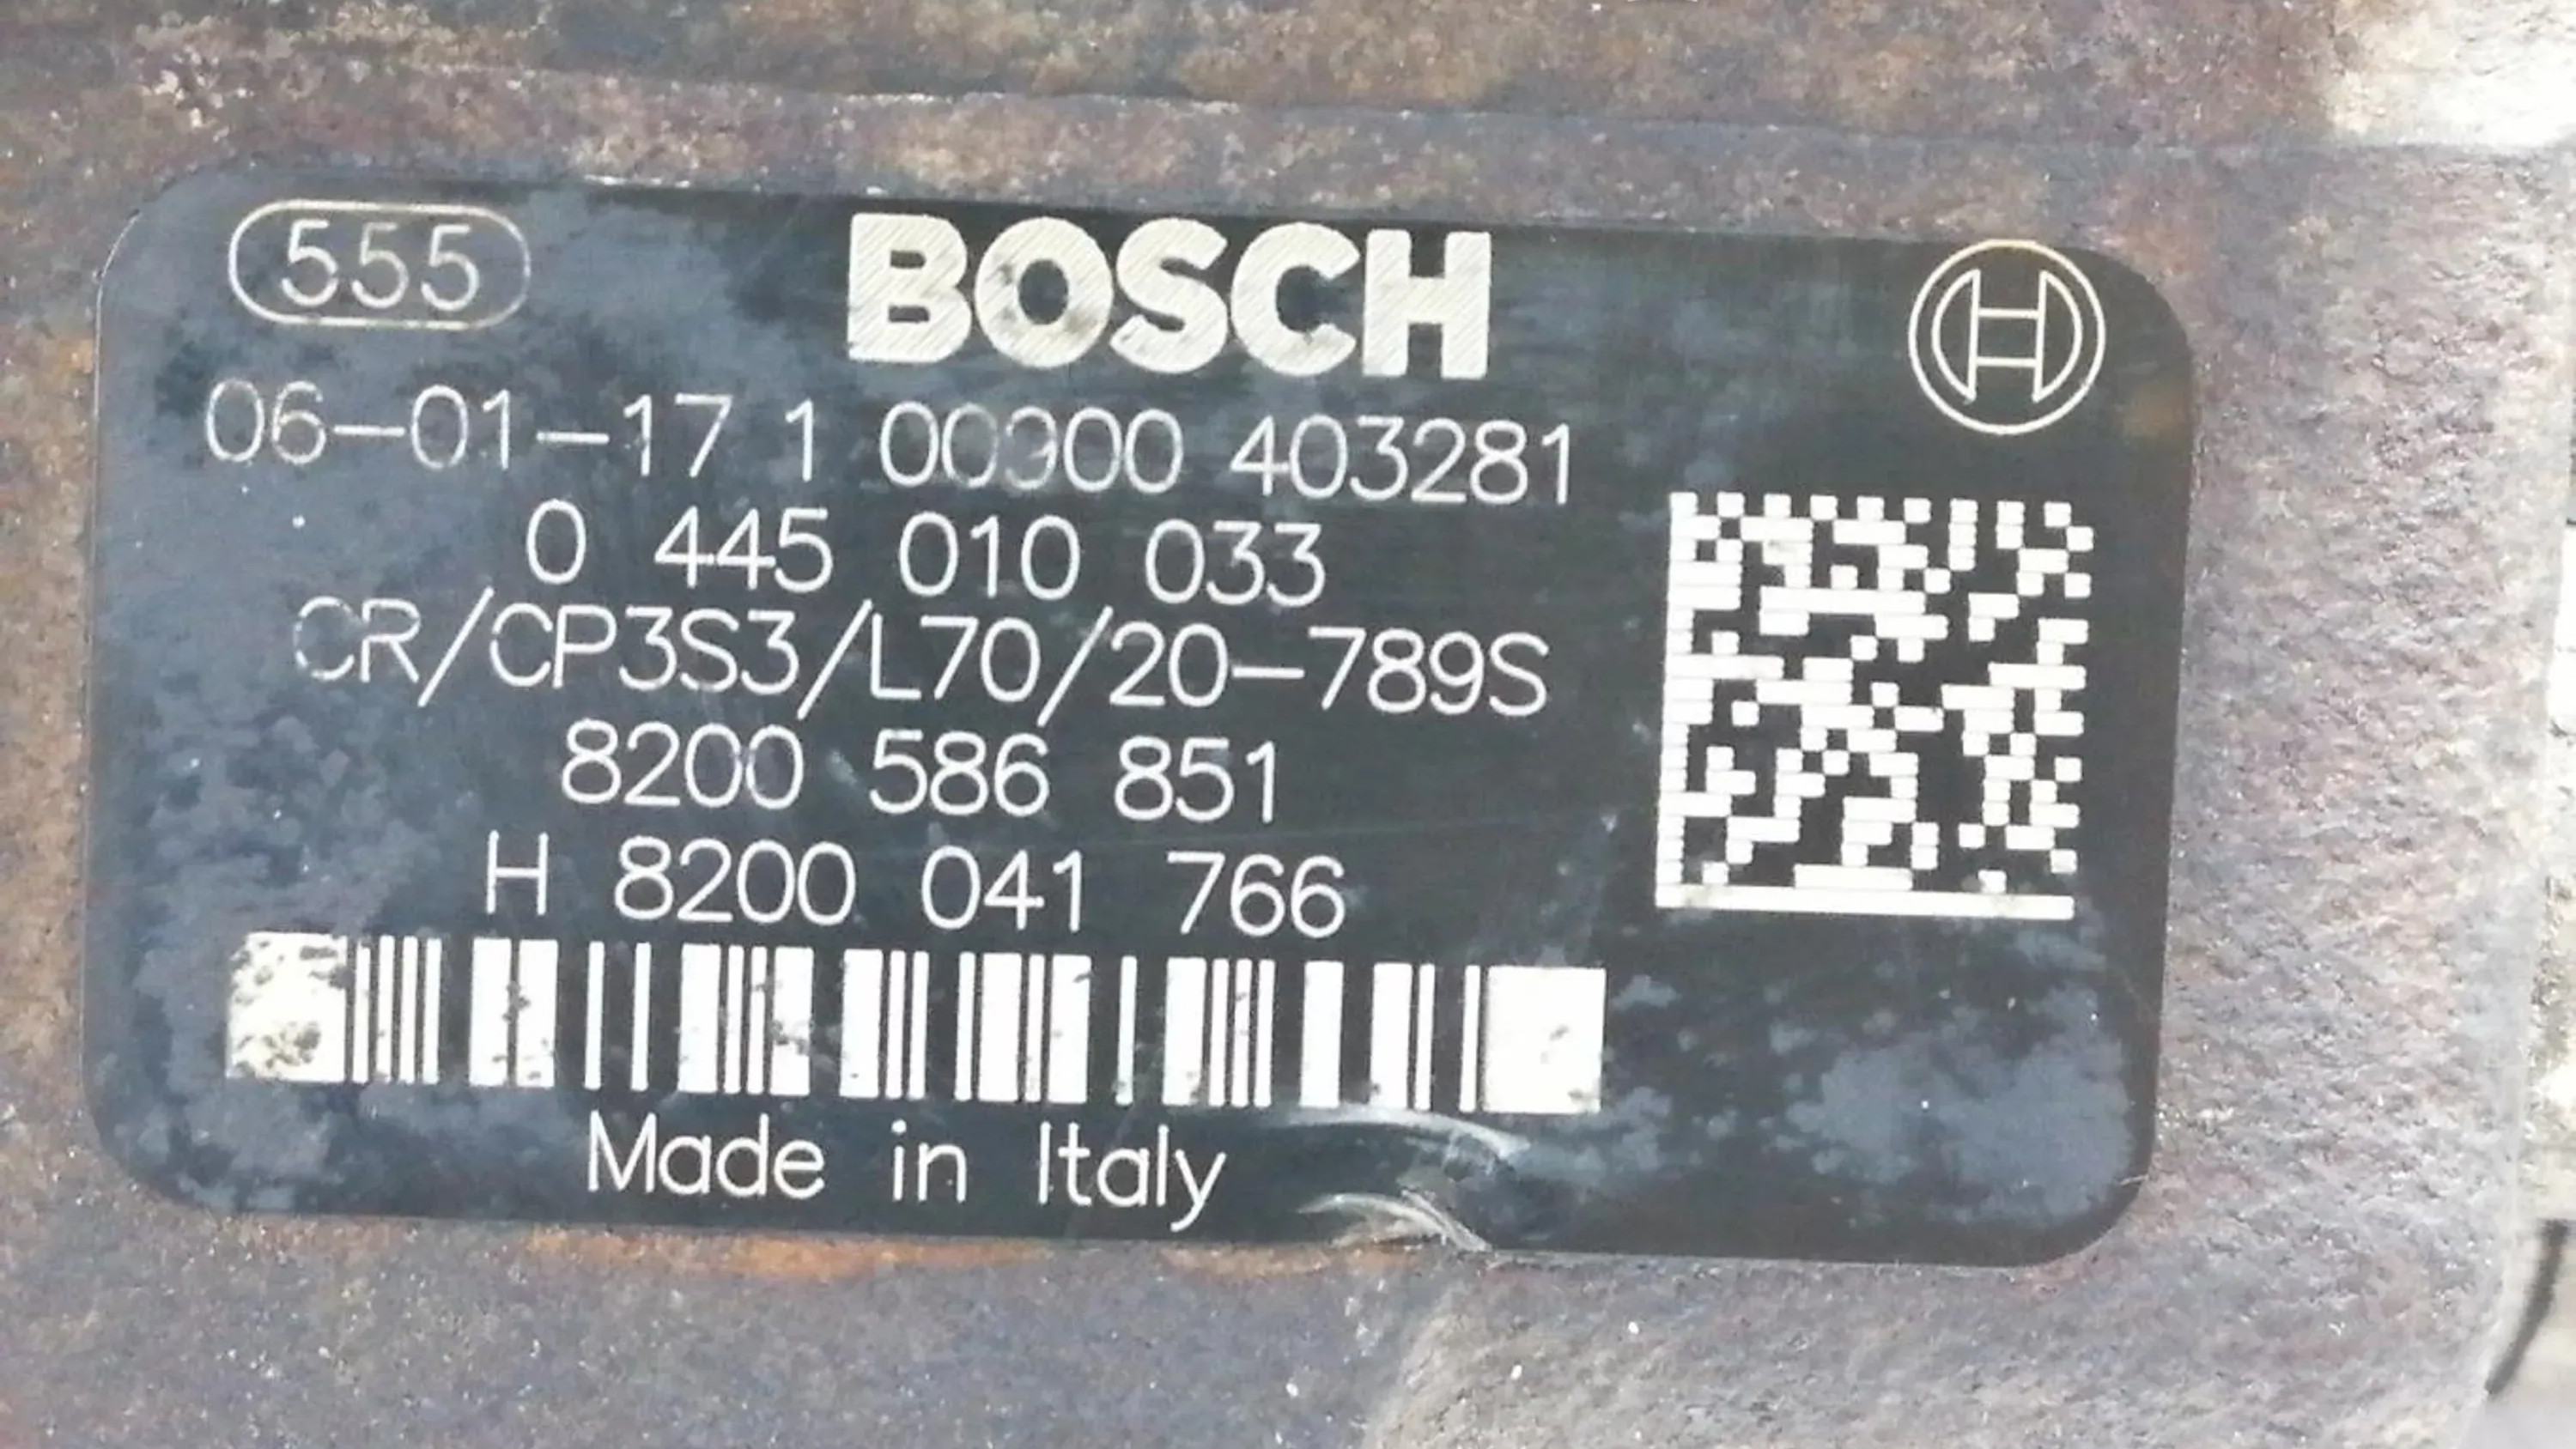 555 BOSCH
06-01-17 1 00300 403281
0 445 010 033
CR/CP3S3/L70/20-789S
8200 586 851
H 8200 041 766
Made in Italy